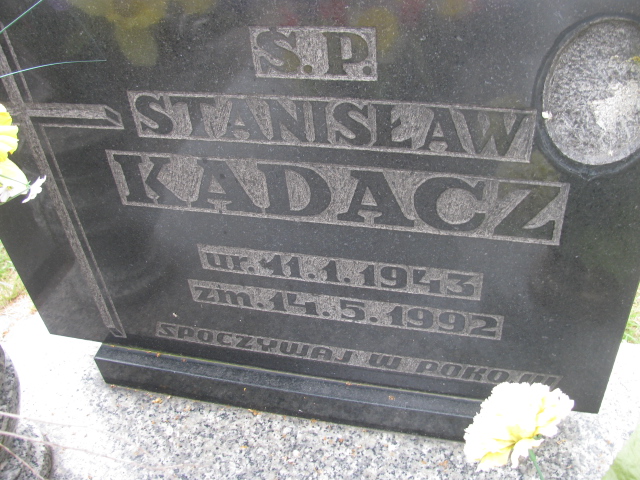 Ś.P.
STANISŁAW
KADACZ
ur. 11.1.1943
zm. 14.5.1992
SPOCZYWAJ W POKOJU